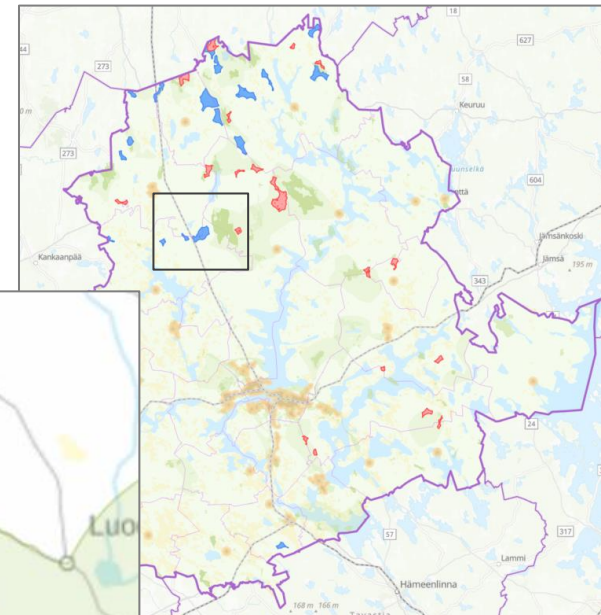 18
44
273
627
58
Keuruu
273
604
Jämsänkoski
Kankaanpää
Jämsä
195 m
343
24
Luo
57
317
Lammi
Hämeenlinna
168 m
166 m